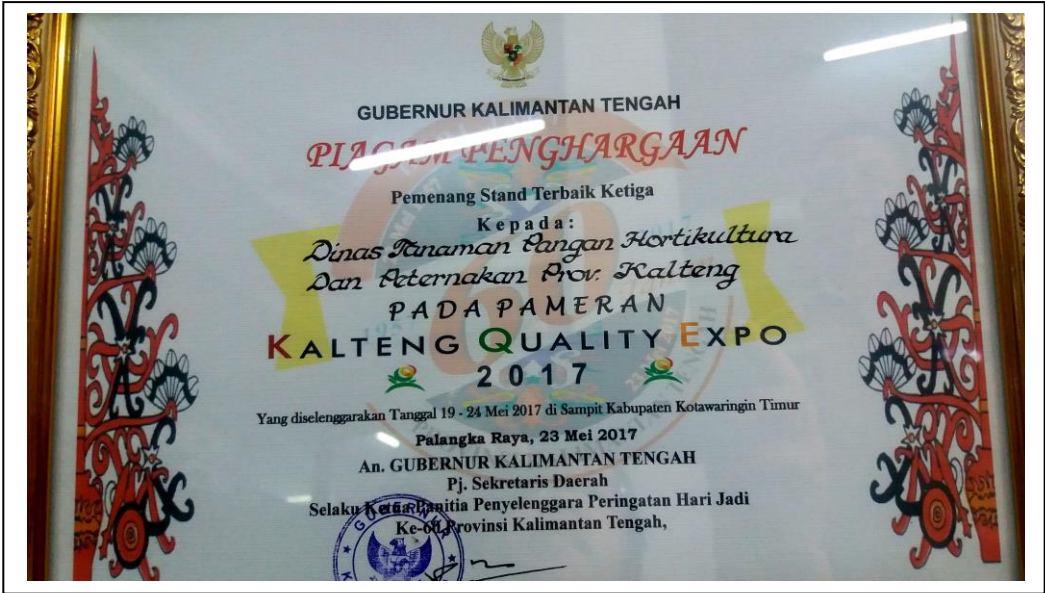 GUBERNUR KALIMANTAN TENGAH
PIAGAM PENGHARGAAN
Pemenang Stand Terbaik Ketiga
Kepada:
Dinas Tanaman Pangan Hortikultura
Dan Peternakan Prov. Kalteng
PADA PAMERAN
KALTENG QUALITY EXPO
2017
Yang diselenggarakan Tanggal 19 - 24 Mei 2017 di Sampit Kabupaten Kotawaringin Timur
Palangka Raya, 23 Mei 2017
An. GUBERNUR KALIMANTAN TENGAH
Pj. Sekretaris Daerah
Selaku Ketua Panitia Penyelenggara Peringatan Hari Jadi
Ke-60 Provinsi Kalimantan Tengah,
GUBERNUR